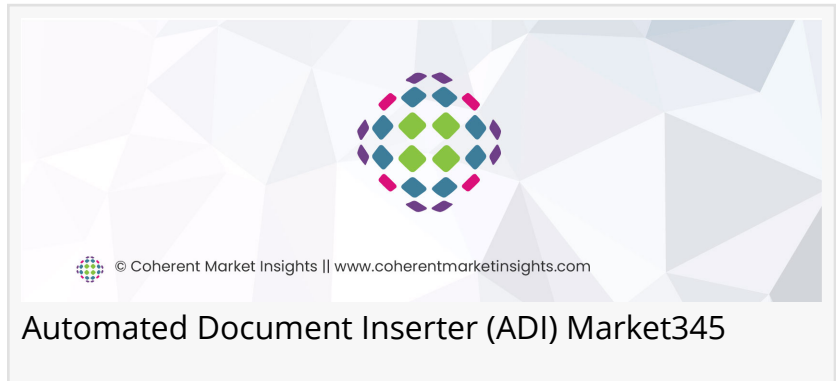 © Coherent Market Insights || www.coherentmarketinsights.com
Automated Document Inserter (ADI) Market345